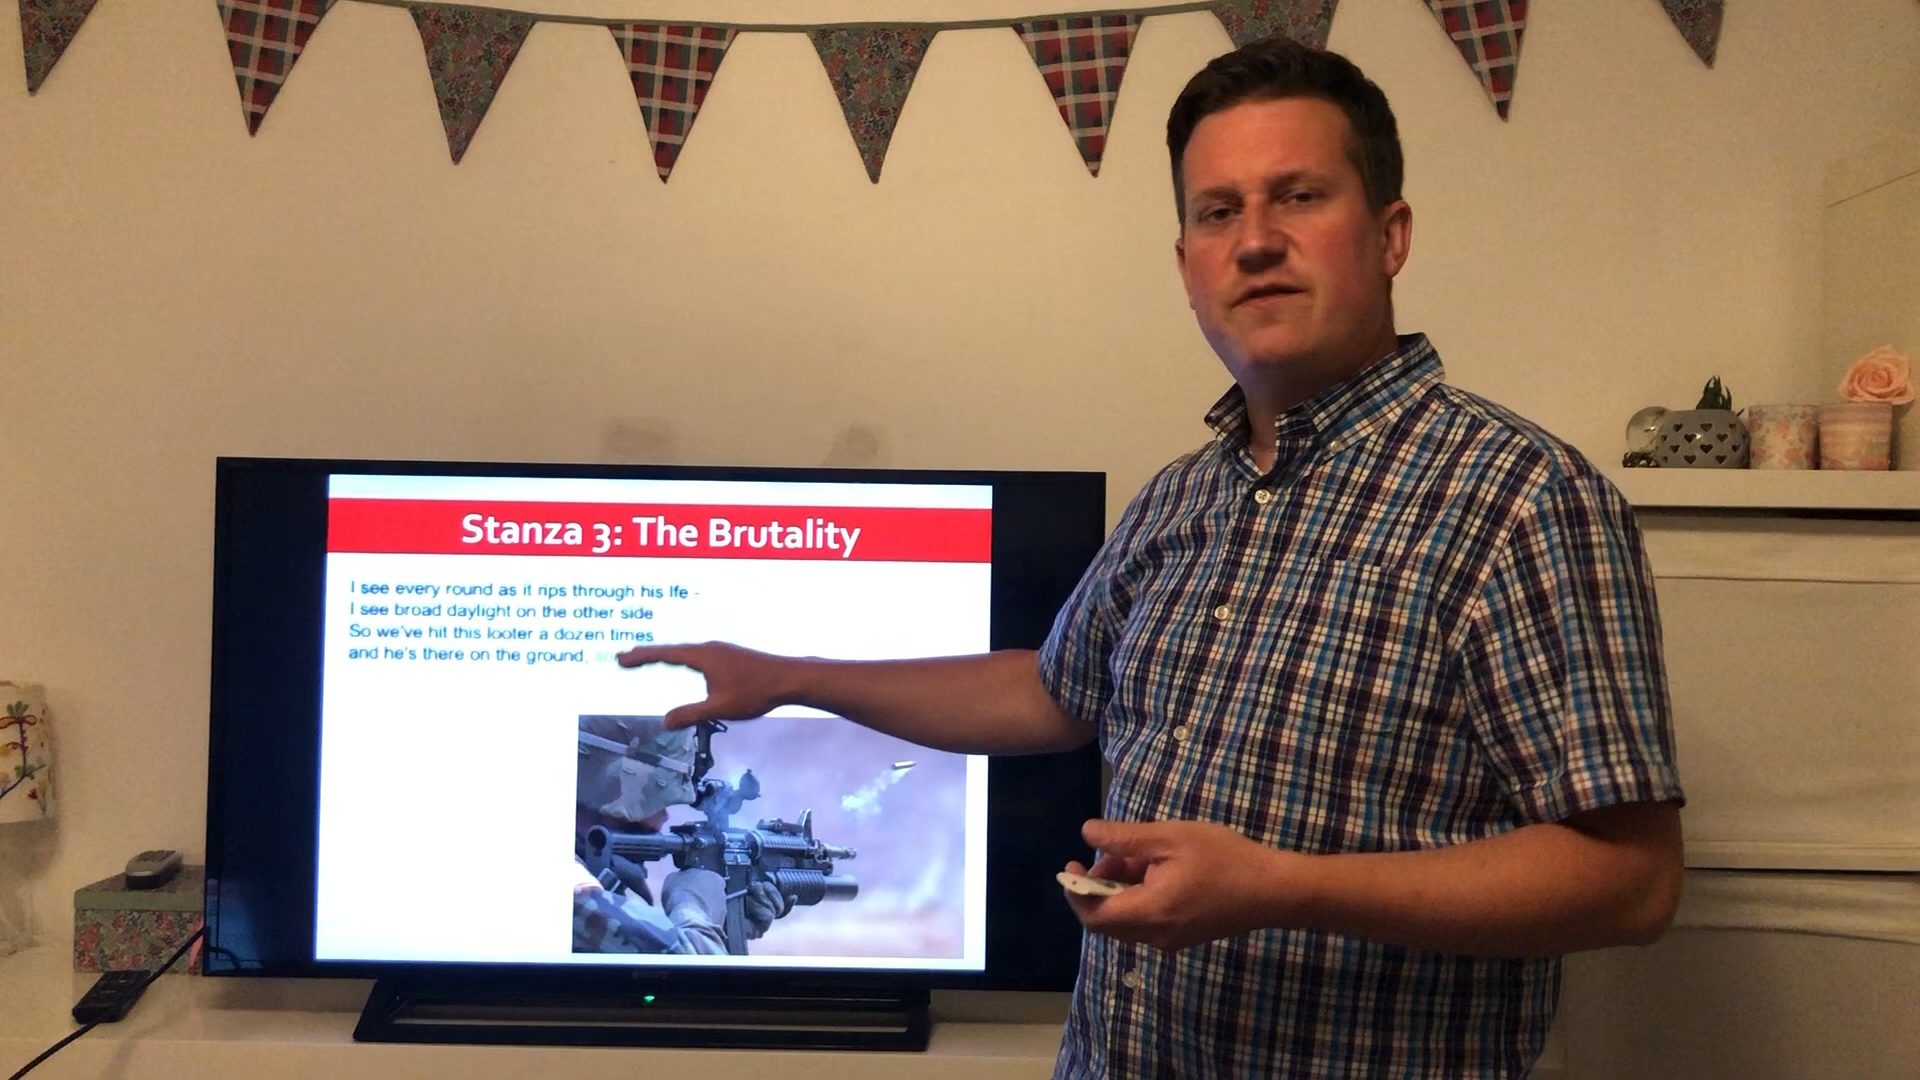 Stanza 3: The Brutality
I see every round as it rips through his lfe -
I see broad daylight on the other side
So we've hit this looter a dozen times
and he's there on the ground,